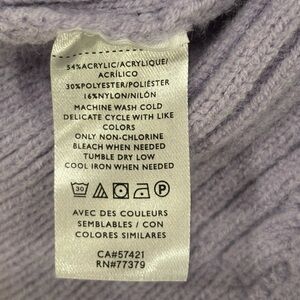 54%ACRYLIC/ACRYLIQUE/
ACRÍLICO
30%POLYESTER/POLIÉSTER
16%NYLON/NILÓN
MACHINE WASH COLD
DELICATE CYCLE WITH LIKE
COLORS
ONLY NON-CHLORINE
BLEACH WHEN NEEDED
TUMBLE DRY LOW
COOL IRON WHEN NEEDED
30 P
AVEC DES COULEURS
SEMBLABLES / CON
COLORES SIMILARES
CA#57421
RN#77379